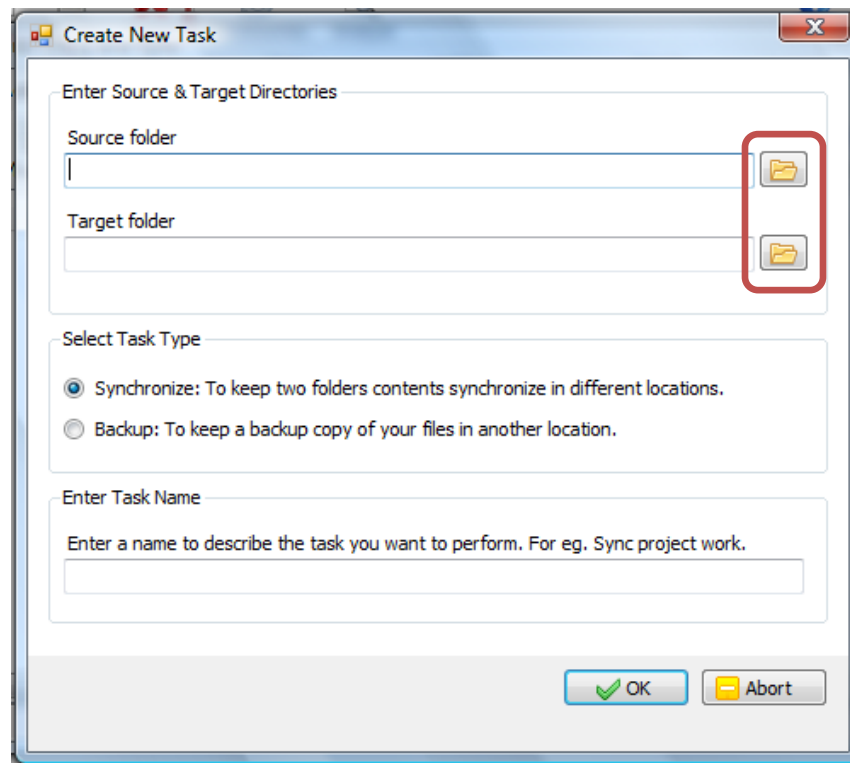 Create New Task
Enter Source & Target Directories
Source folder
Target folder
Select Task Type
Synchronize: To keep two folders contents synchronize in different locations.
Backup: To keep a backup copy of your files in another location.
Enter Task Name
Enter a name to describe the task you want to perform. For eg. Sync project work.
OK
Abort